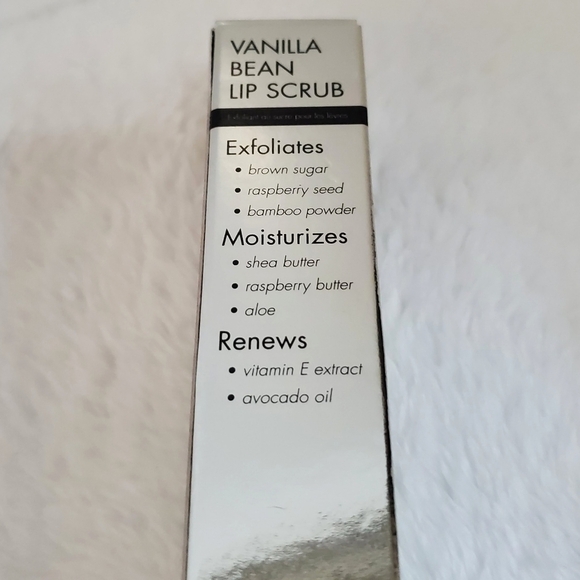 VANILLA
BEAN
LIP SCRUB
Exfoliates
• brown sugar
• raspberry seed
• bamboo powder
Moisturizes
• shea butter
• raspberry butter
• aloe
Renews
• vitamin E extract
• avocado oil